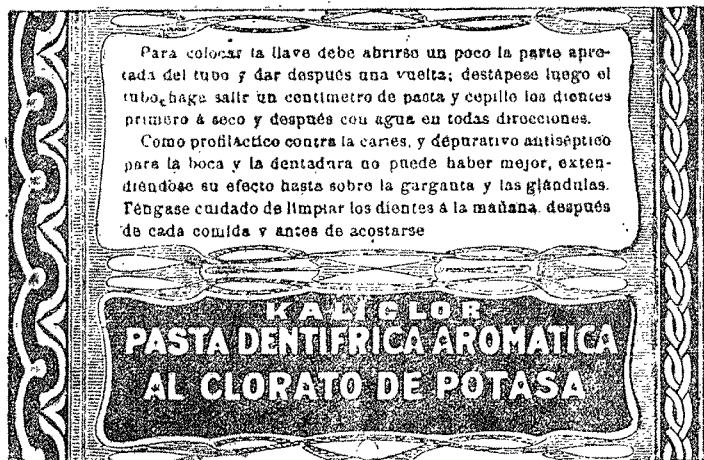 Para colocar la llave debe abrirse un poco la parte apre-
tada del tubo y dar después una vuelta; destápese luego el
tubo, haga salir un centímetro de pasta y cepille los dientes
primero á seco y después con agua en todas direcciones.
Como profiláctico contra la caries, y dépurativo antiséptico
para la boca y la dentadura no puede haber mejor, exten-
diéndose su efecto hasta sobre la garganta y las glándulas.
Téngase cuidado de limpiar los dientes á la mañana, después
de cada comida y antes de acostarse
KALICLOR
PASTA DENTIFRICA AROMATICA
AL CLORATO DE POTASA